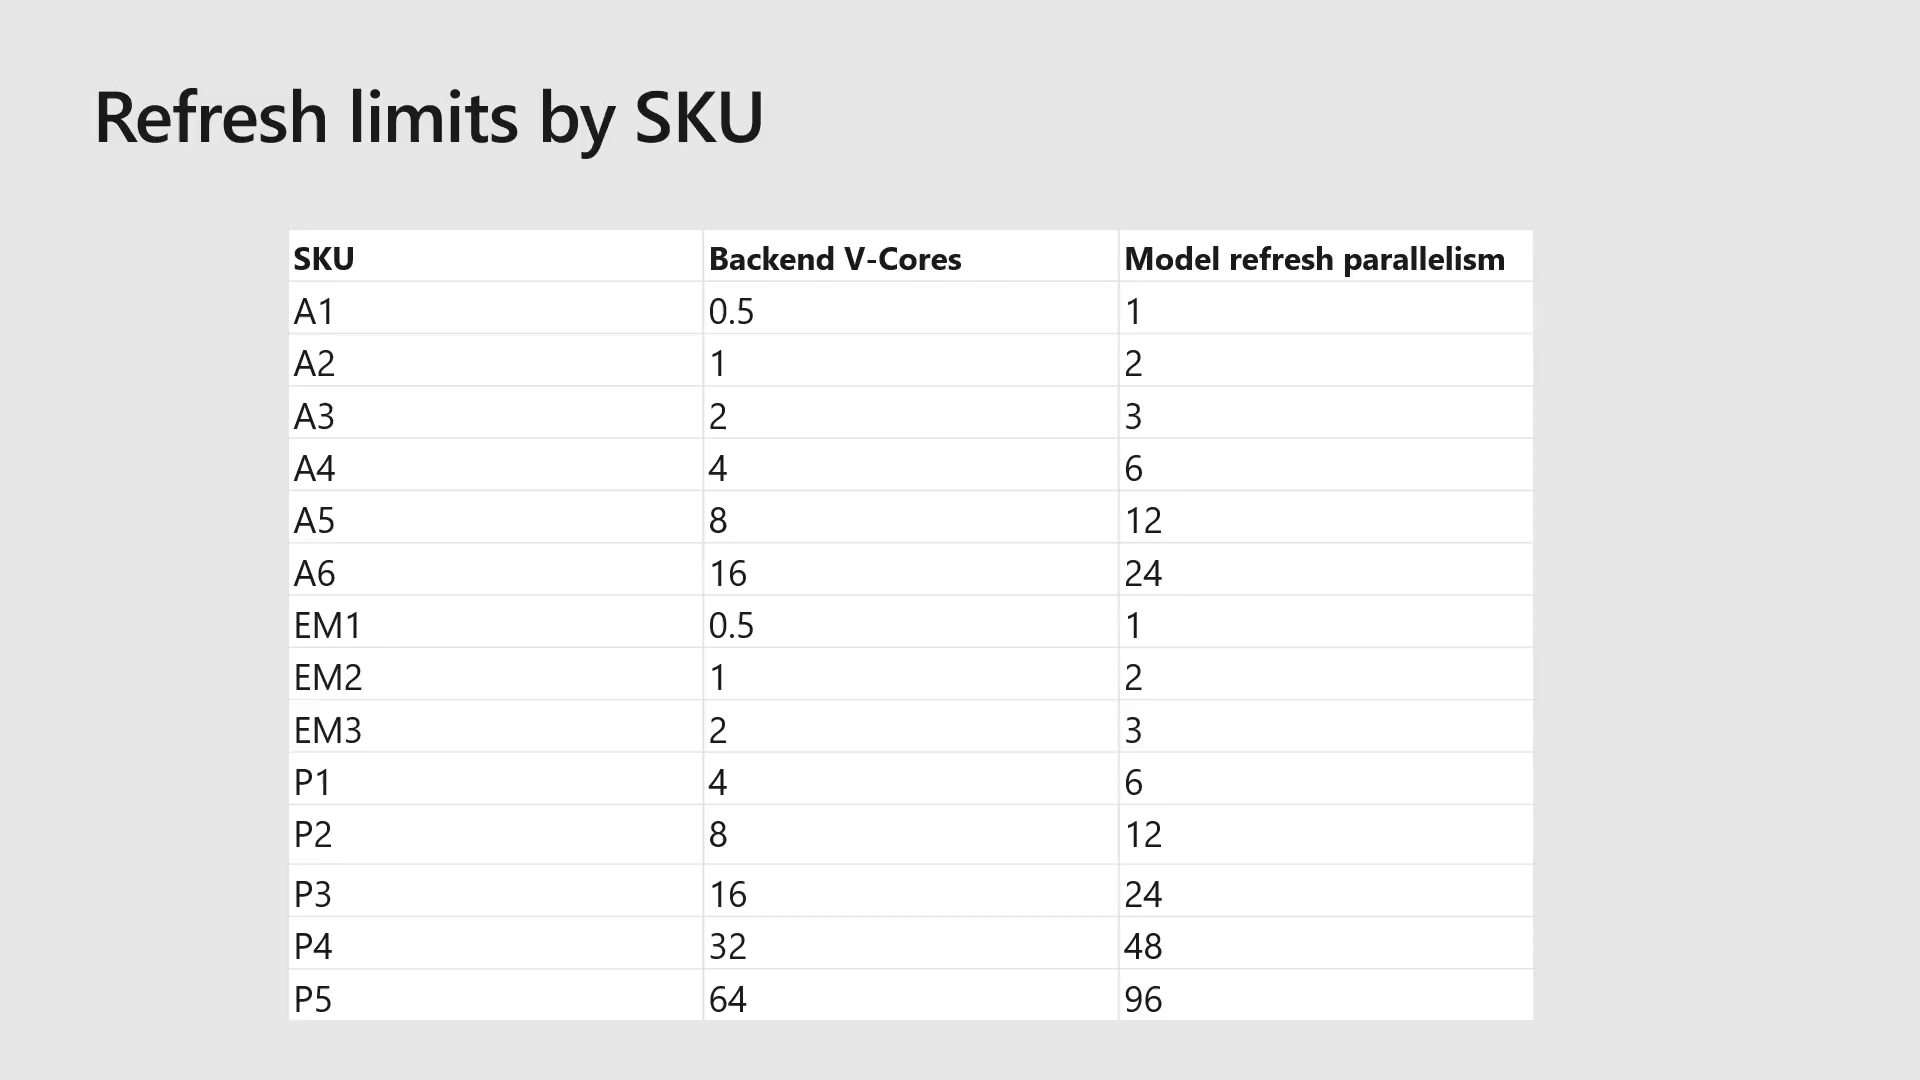 Refresh limits by SKU
SKU Backend V-Cores Model refresh parallelism
A1 0.5 1
A2 1 2
A3 2 3
A4 4 6
A5 8 12
A6 16 24
EM1 0.5 1
EM2 1 2
EM3 2 3
P1 4 6
P2 8 12
P3 16 24
P4 32 48
P5 64 96